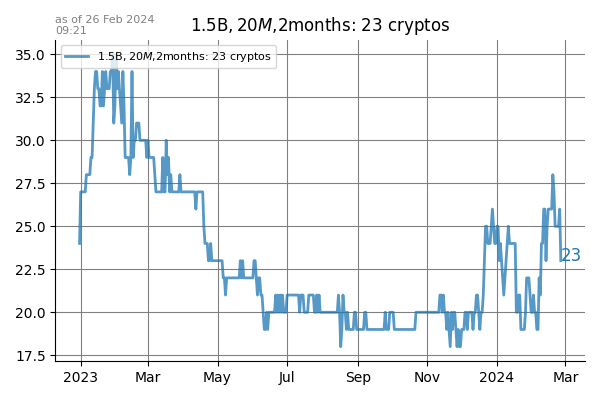 as of 26 Feb 2024
09:21
1.5B, 20M,2months: 23 cryptos
1.5B, 20M,2months: 23 cryptos
35.0
32.5
30.0
27.5
25.0
22.5
20.0
17.5
23
2023 Mar May Jul Sep Nov 2024 Mar